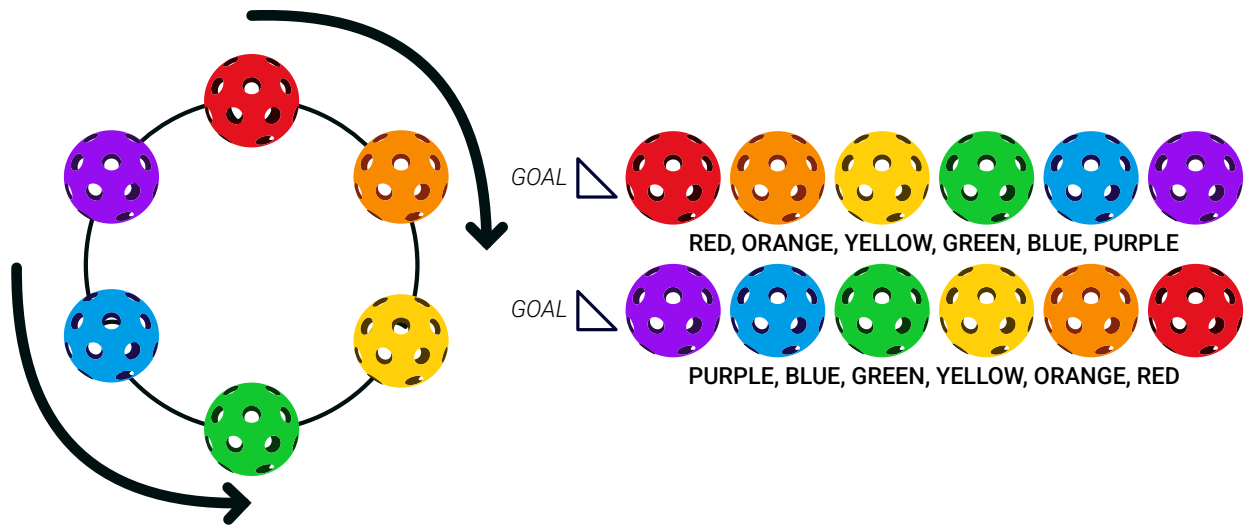 GOAL
RED, ORANGE, YELLOW, GREEN, BLUE, PURPLE
GOAL
PURPLE, BLUE, GREEN, YELLOW, ORANGE, RED